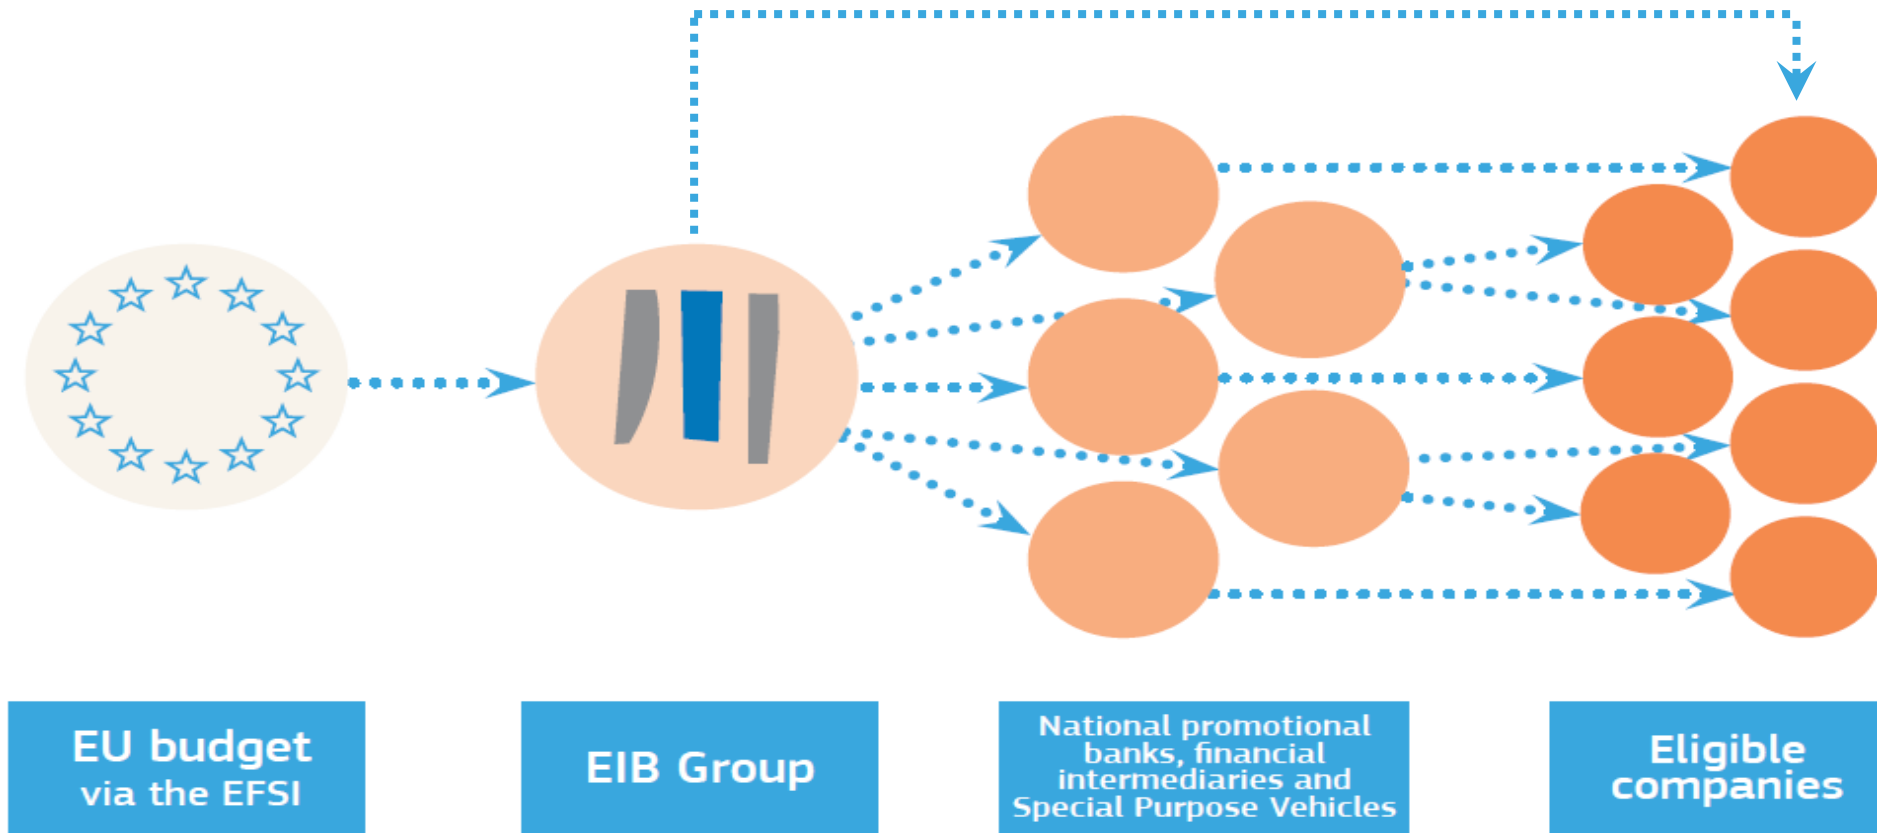 EU budget
via the EFSI
EIB Group
National promotional
banks, financial
intermediaries and
Special Purpose Vehicles
Eligible
companies